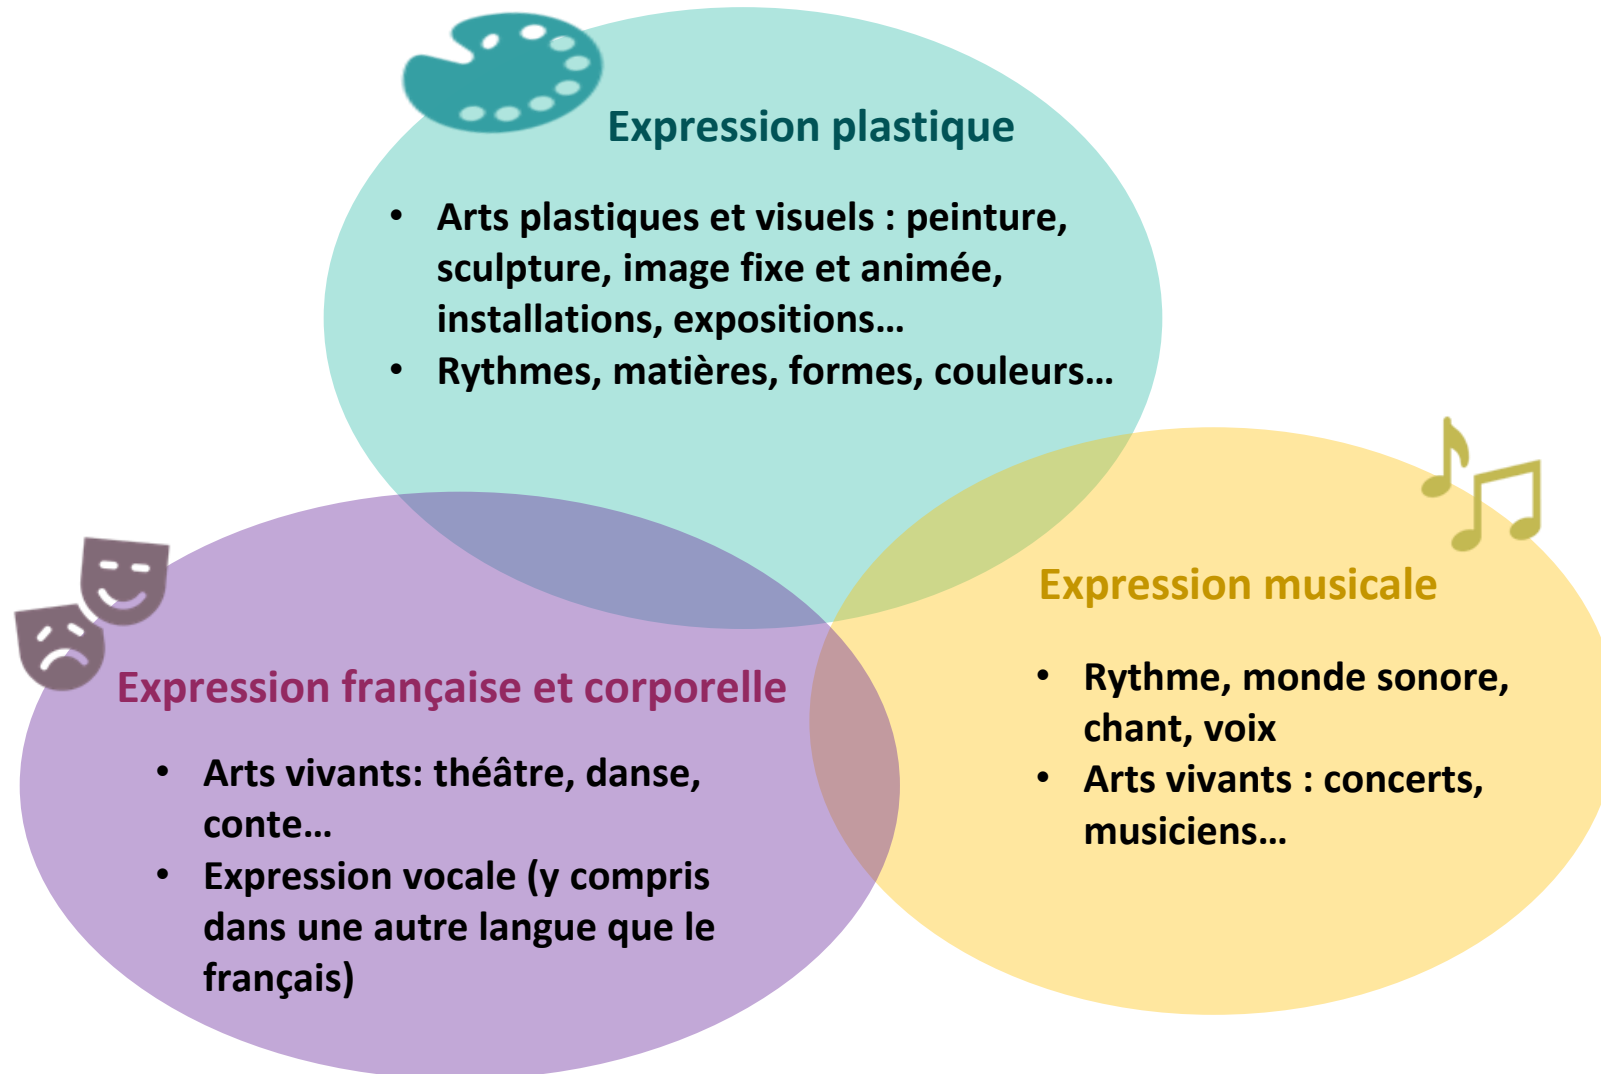 Expression plastique
• Arts plastiques et visuels : peinture,
sculpture, image fixe et animée,
installations, expositions…
• Rythmes, matières, formes, couleurs…
Expression française et corporelle
• Arts vivants: théâtre, danse,
conte…
• Expression vocale (y compris
dans une autre langue que le
français)
Expression musicale
• Rythme, monde sonore,
chant, voix
• Arts vivants : concerts,
musiciens…